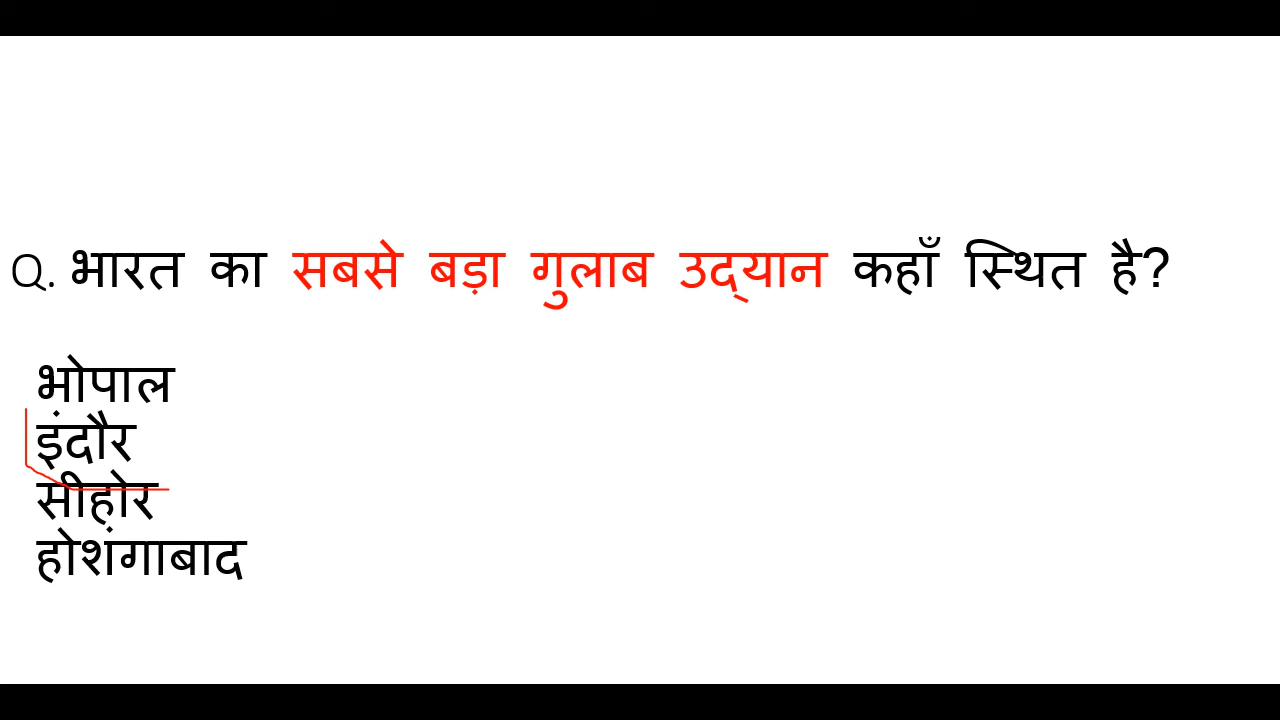 Q. भारत का सबसे बड़ा गुलाब उद्यान कहाँ स्थित है?
भोपाल
इंदौर
सीहोर
होशंगाबाद